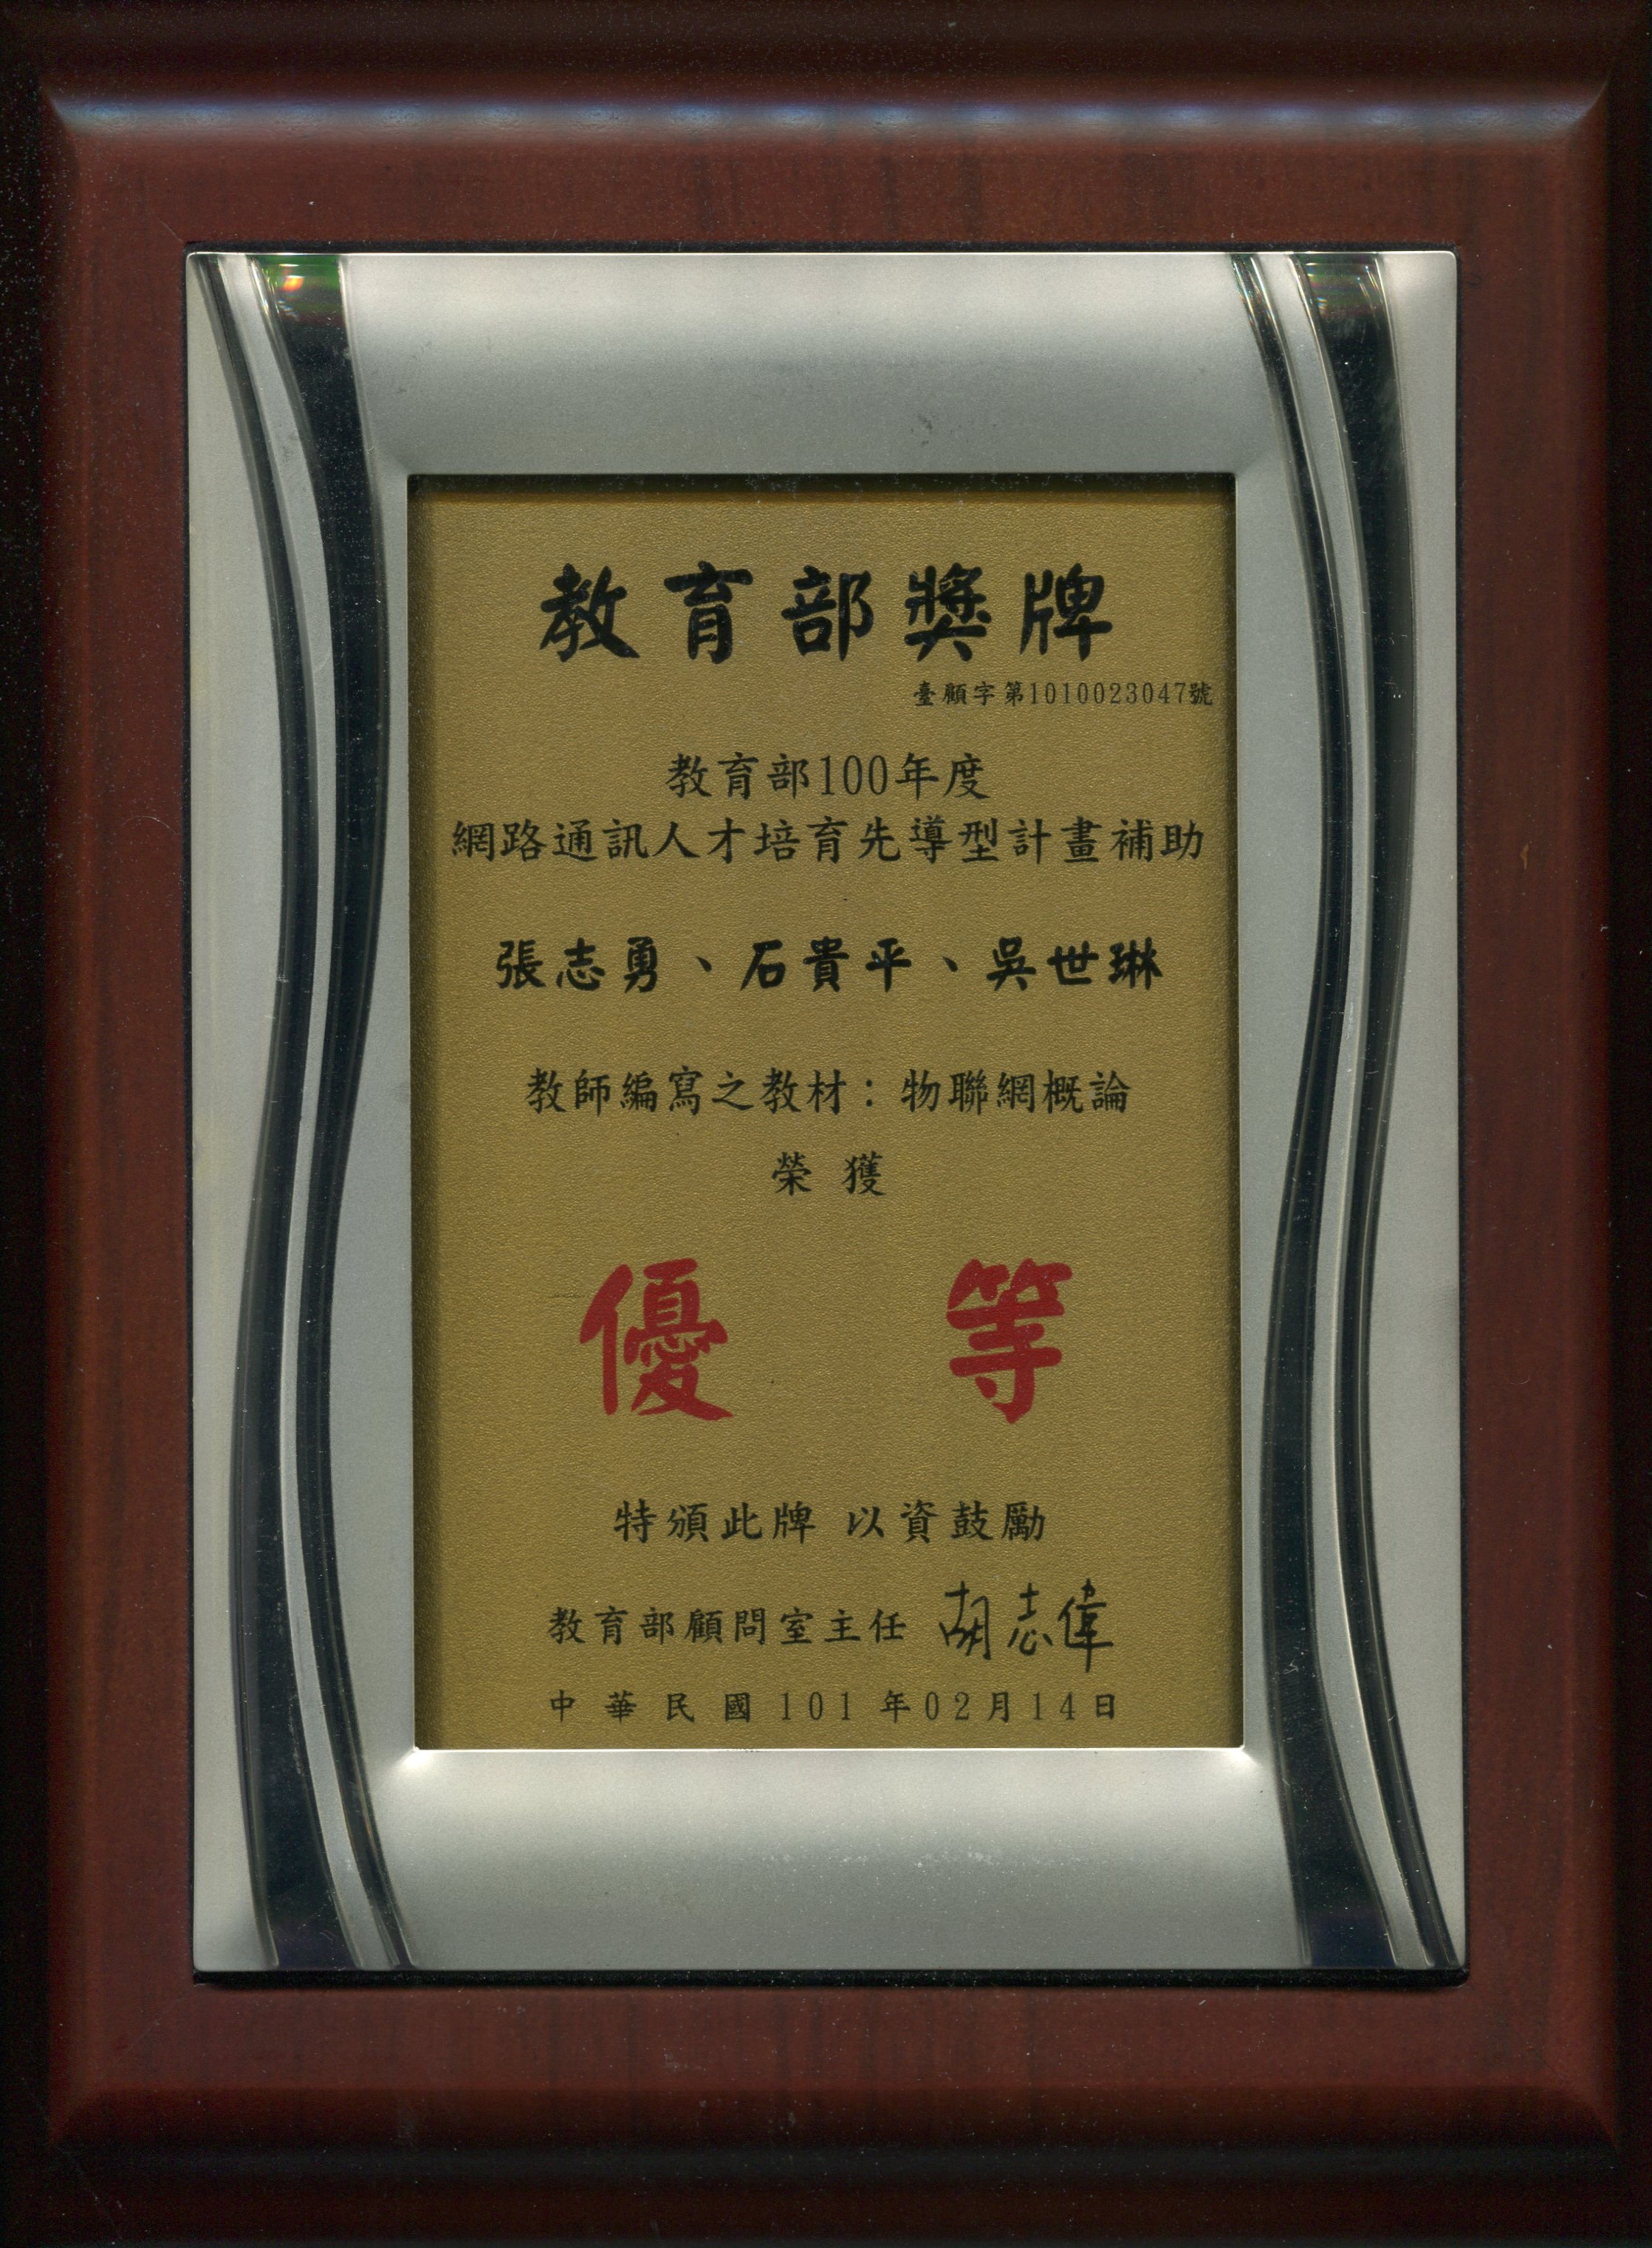 教育部獎牌
臺顧字第1010023047號
教育部100年度
網路通訊人才培育先導型計畫補助
張志勇、石貴平、吳世琳
教師編寫之教材：物聯網概論
榮獲
優等
特頒此牌 以資鼓勵
教育部顧問室主任 胡志偉
中華民國101年02月14日